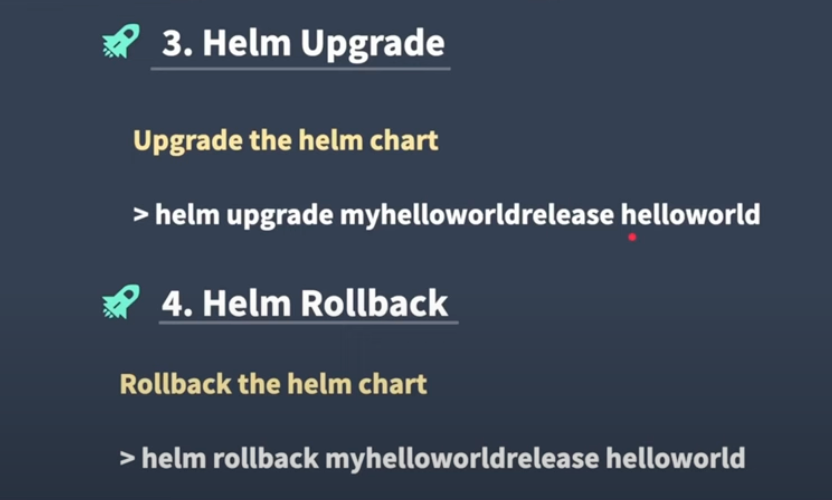 3. Helm Upgrade
Upgrade the helm chart
> helm upgrade myhelloworldrelease helloworld
4. Helm Rollback
Rollback the helm chart
> helm rollback myhelloworldrelease helloworld